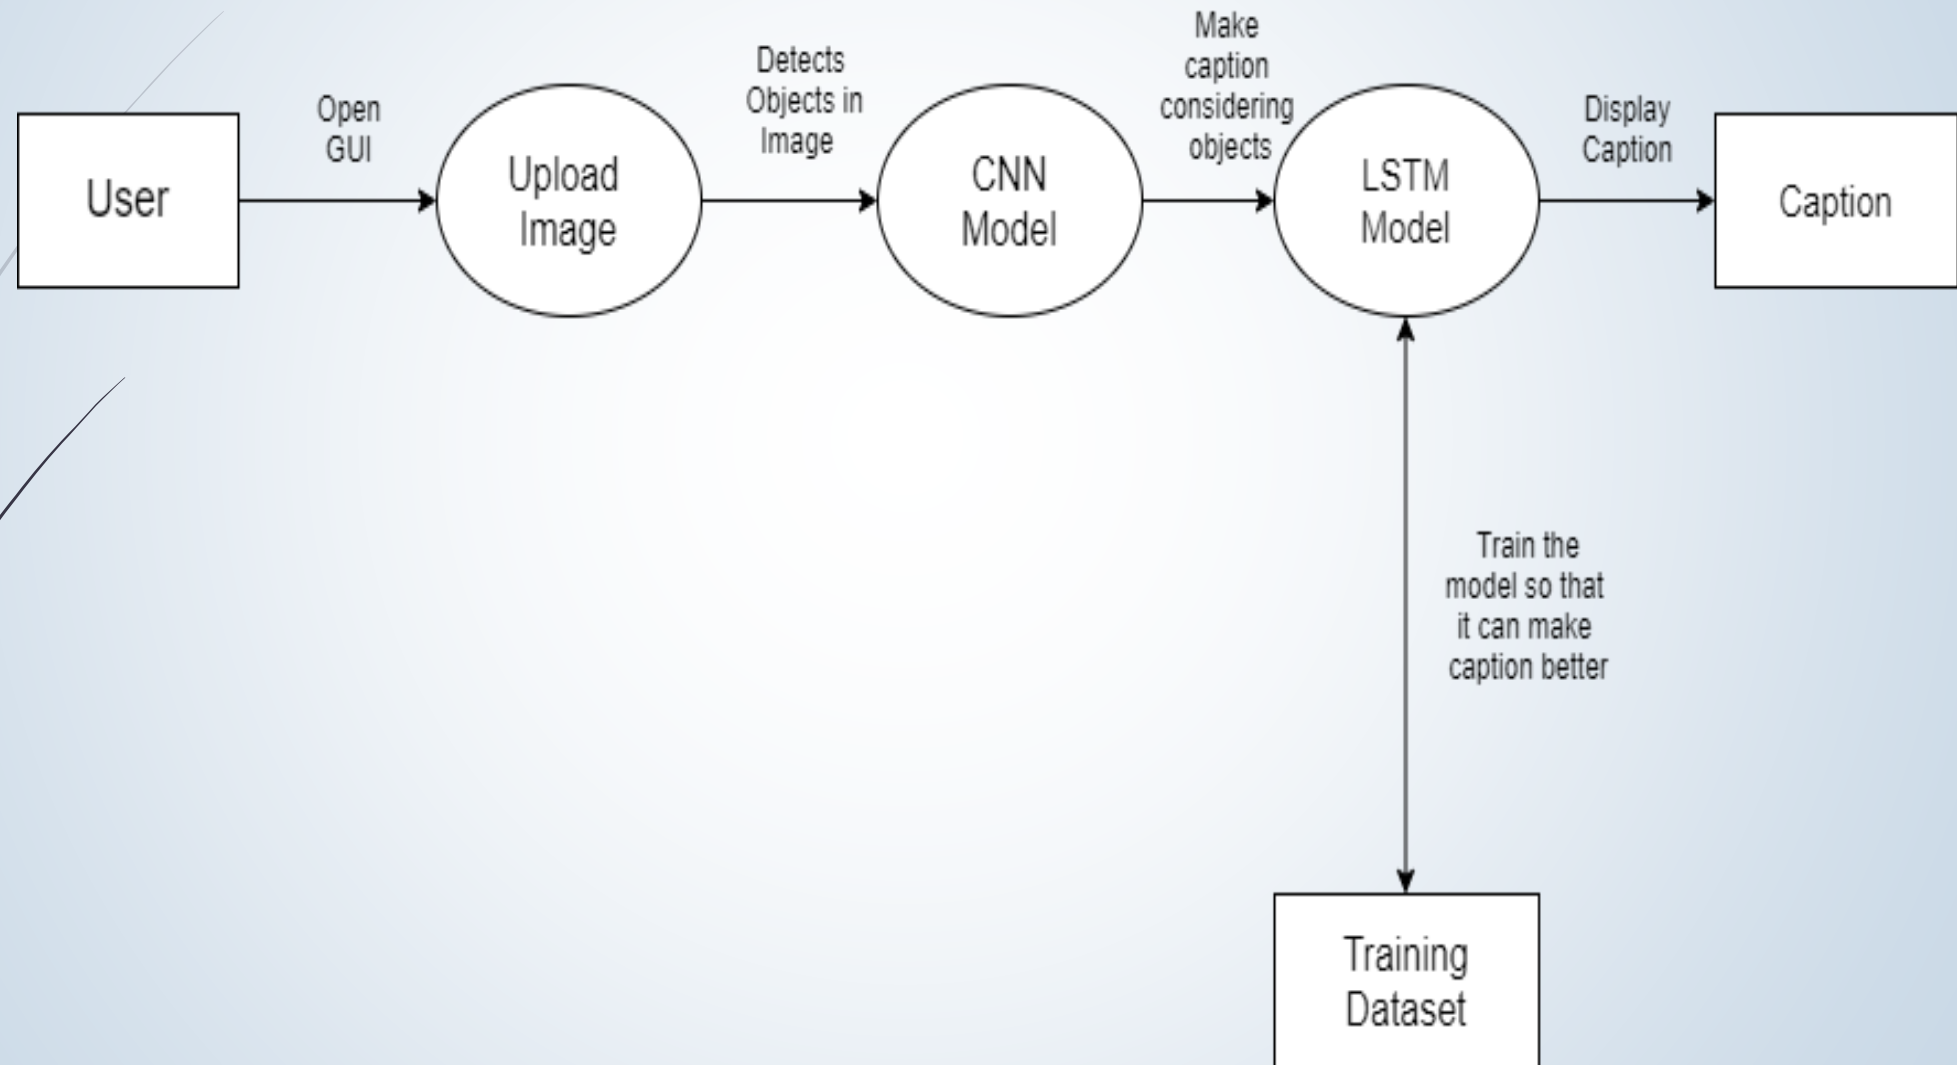 User
Open
GUI
Upload
Image
Detects
Objects in
Image
CNN
Model
Make
caption
considering
objects
LSTM
Model
Display
Caption
Caption
Train the
model so that
it can make
caption better
Training
Dataset